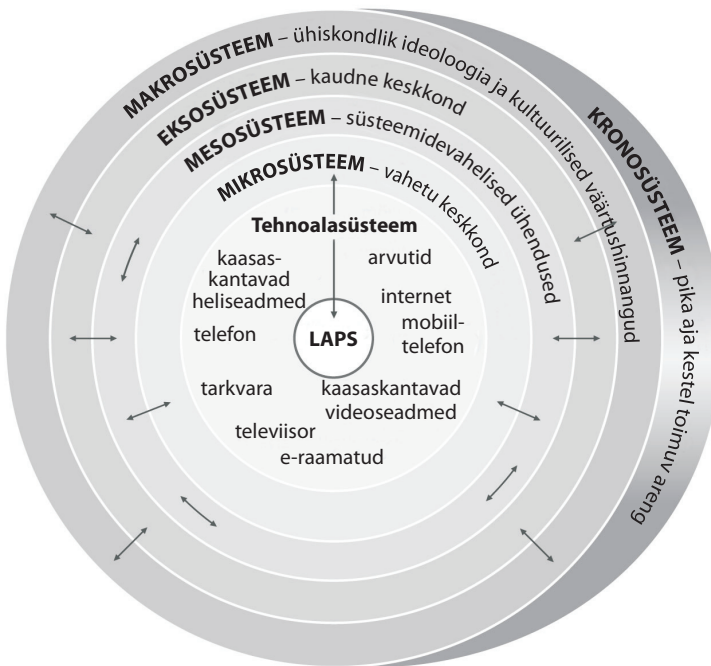 MAKROSÜSTEEM – ühiskondlik ideoloogia ja kultuurilised väärtushinnangud
EKSOSÜSTEEM – kaudne keskkond
MESOSÜSTEEM – süsteemidevahelised ühendused
MIKROSÜSTEEM – vahetu keskkond
KRONOSÜSTEEM – pika aja kestel toimuv areng
Tehnoalasüsteem
kaasas-
kantavad
heliseadmed
arvutid
internet
mobiil-
telefon
telefon
LAPS
tarkvara
kaasaskantavad
videoseadmed
televiisor
e-raamatud